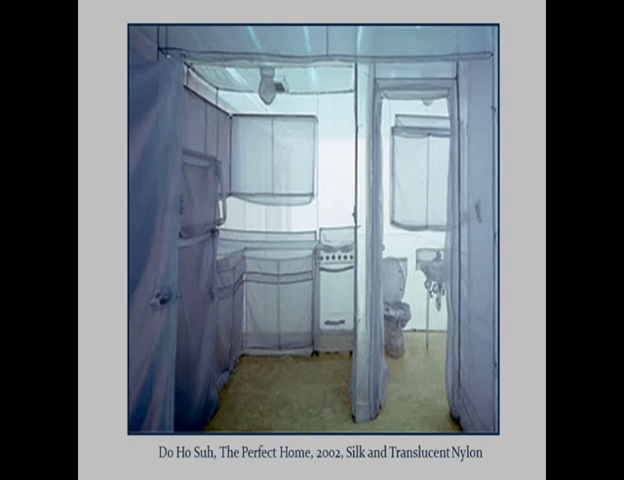 Do Ho Suh, The Perfect Home, 2002, Silk and Translucent Nylon